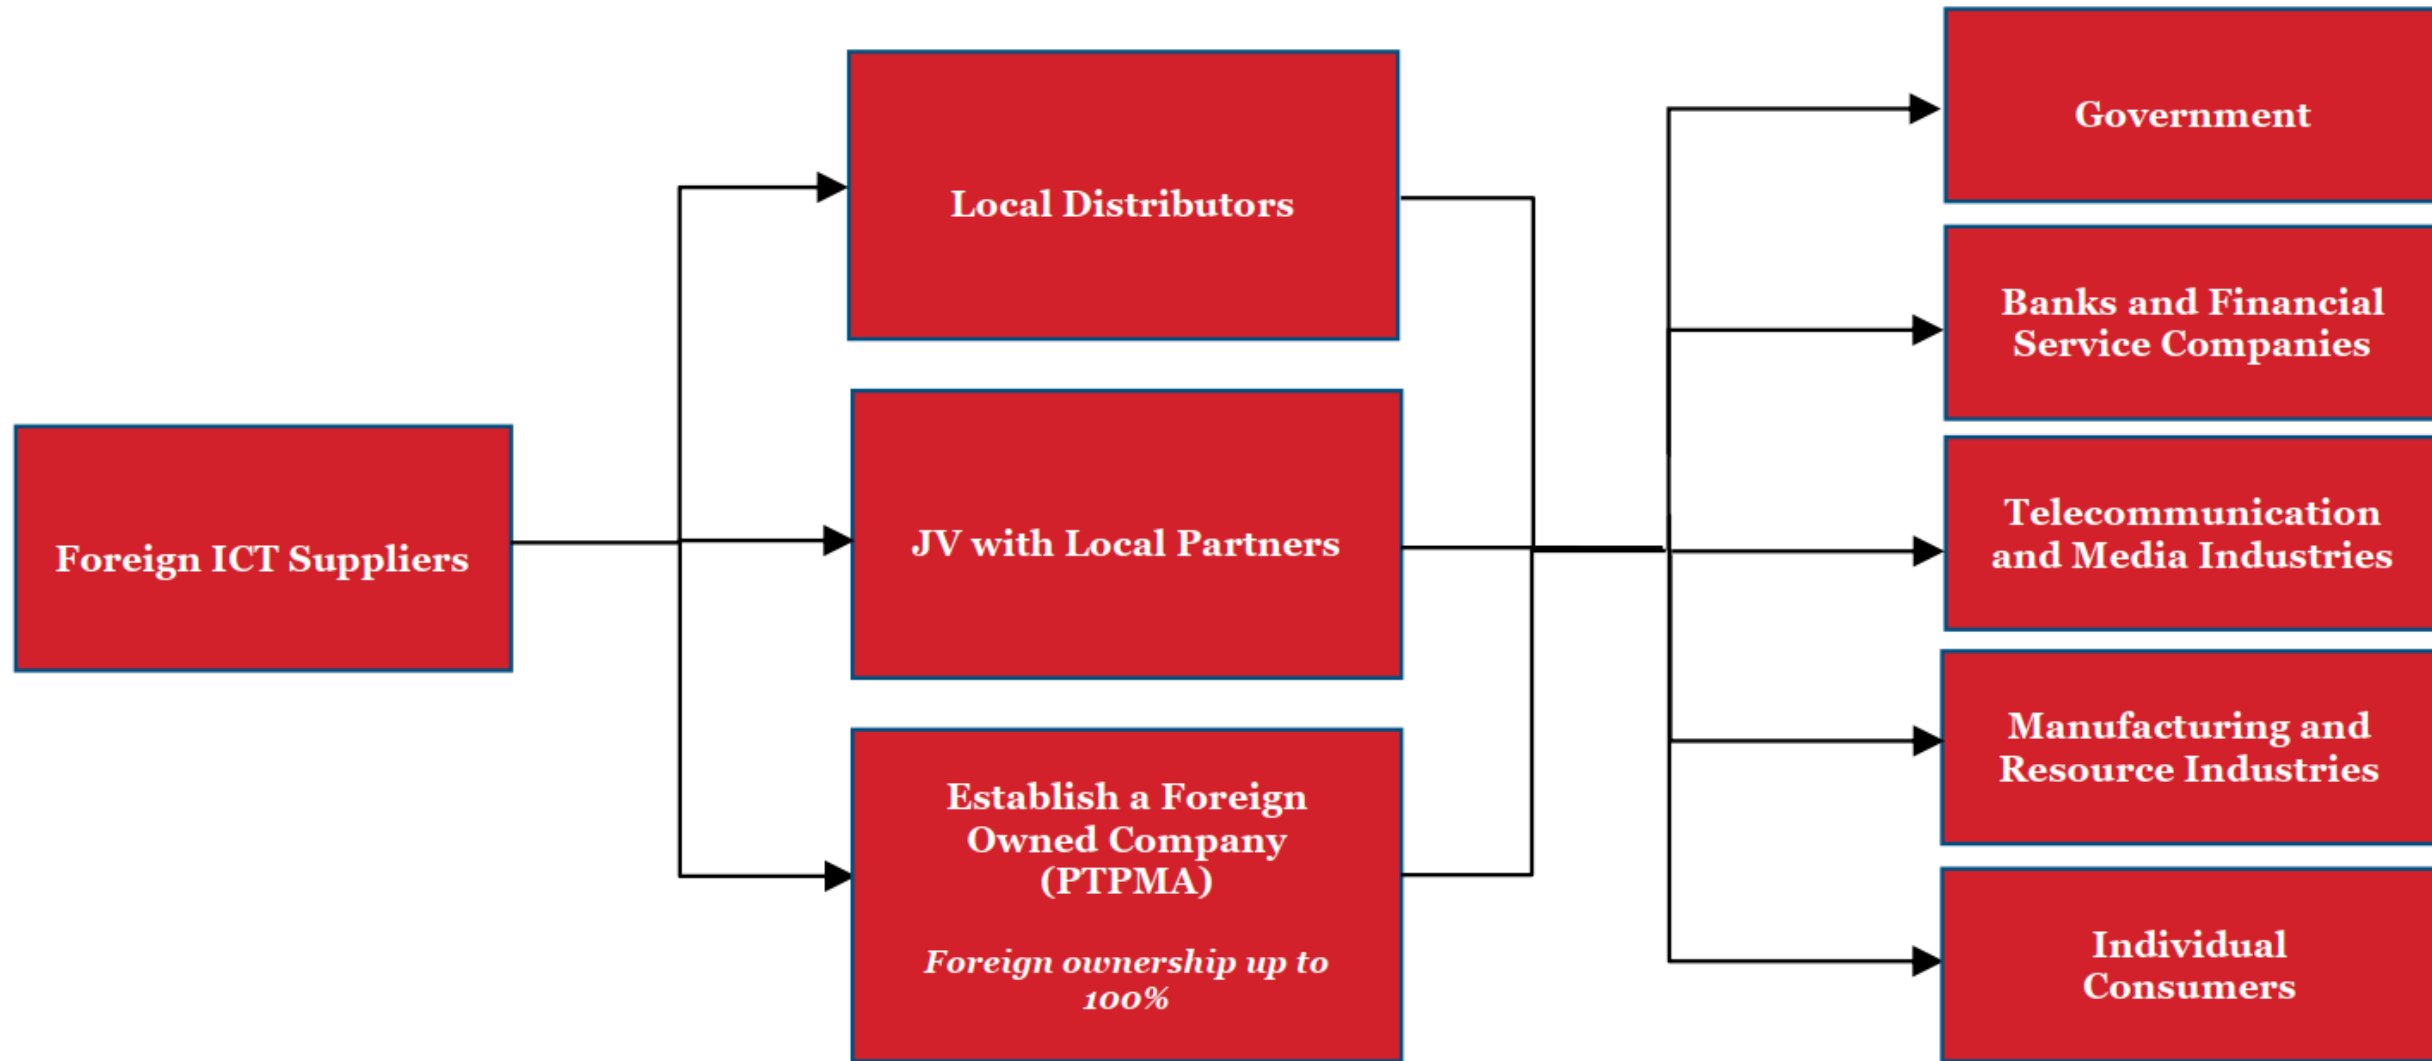 Foreign ICT Suppliers
Local Distributors
JV with Local Partners
Establish a Foreign
Owned Company
(PTPMA)
Foreign ownership up to
100%
Government
Banks and Financial
Service Companies
Telecommunication
and Media Industries
Manufacturing and
Resource Industries
Individual
Consumers